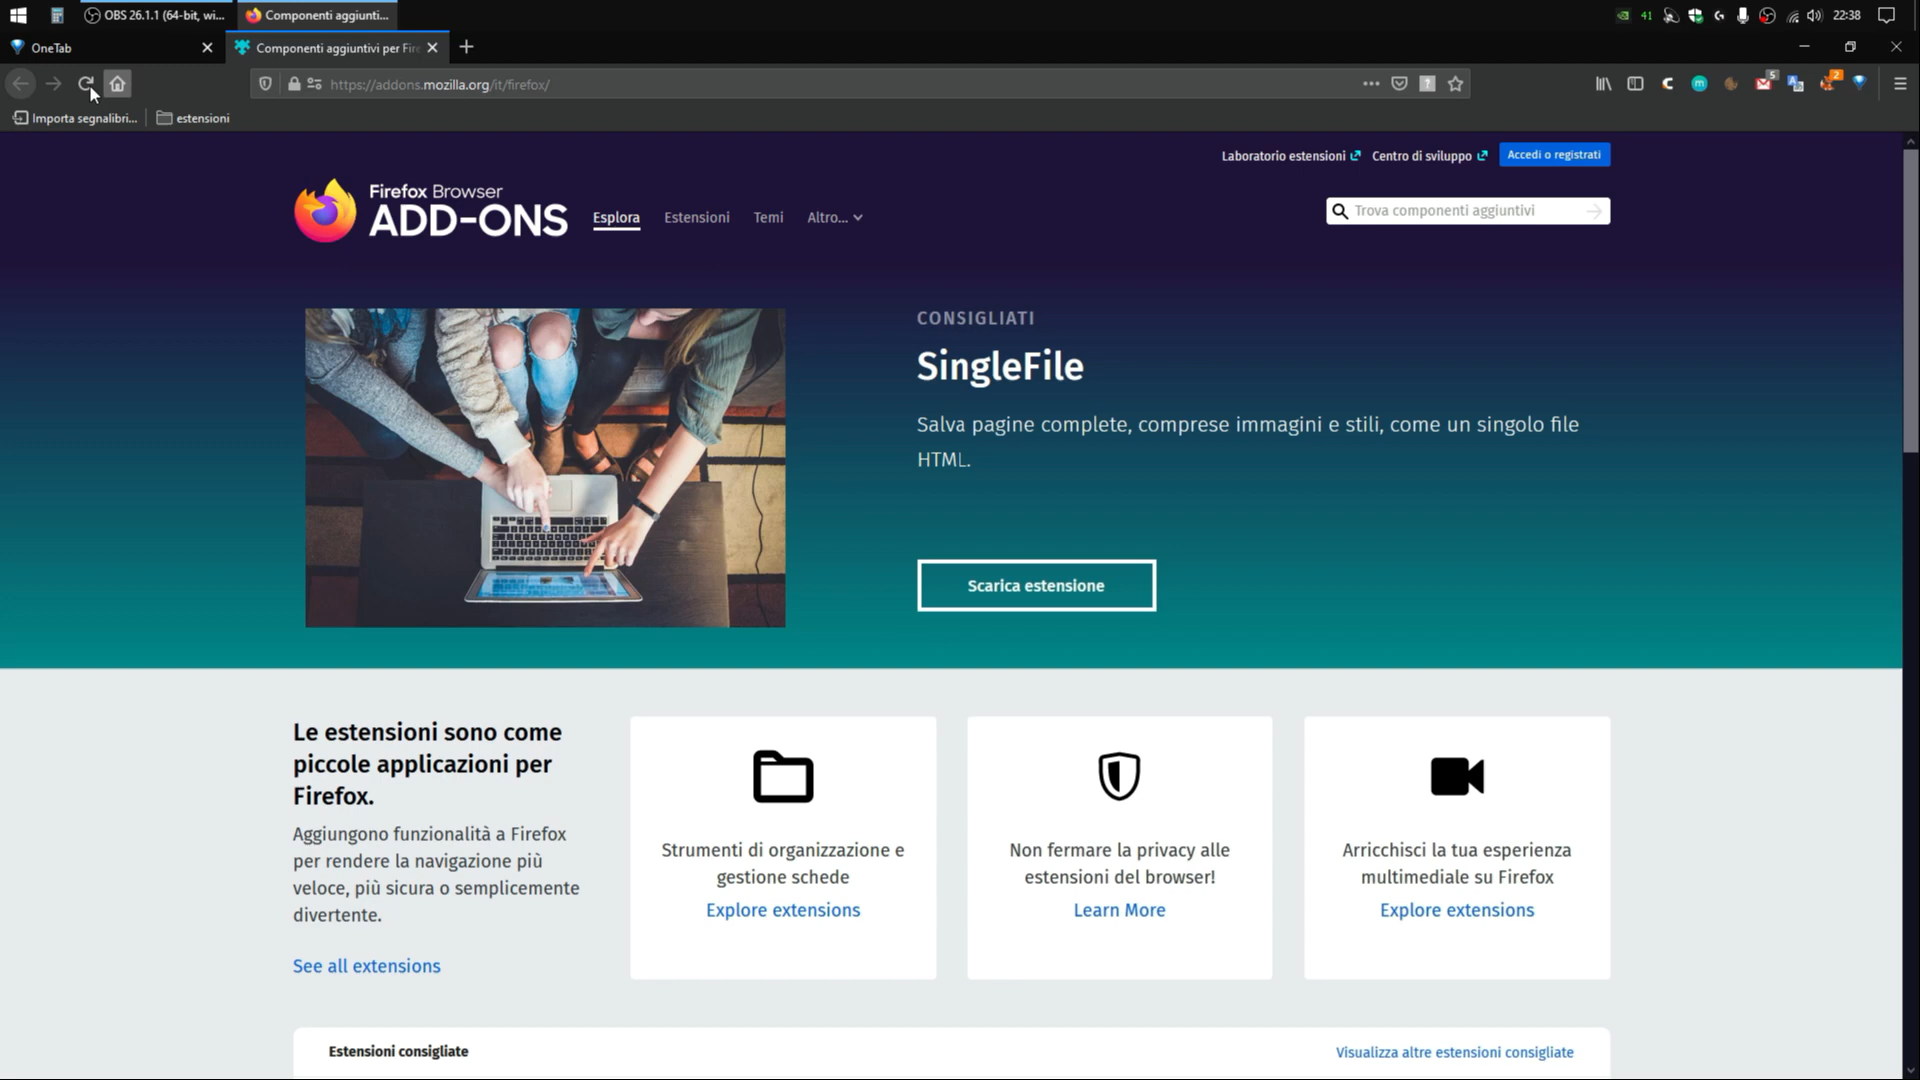 OBS 26.1.1 (64-bit, wi...
Componenti aggiunti...
41
22:38
OneTab
Componenti aggiuntivi per Fire
https://addons.mozilla.org/it/firefox/
5
2
Importa segnalibri...
estensioni
Laboratorio estensioni
Centro di sviluppo
Accedi o registrati
Firefox Browser
ADD-ONS
Esplora
Estensioni
Temi
Altro...
Trova componenti aggiuntivi
CONSIGLIATI
SingleFile
Salva pagine complete, comprese immagini e stili, come un singolo file
HTML.
Scarica estensione
Le estensioni sono come
piccole applicazioni per
Firefox.
Aggiungono funzionalità a Firefox
per rendere la navigazione più
veloce, più sicura o semplicemente
divertente.
See all extensions
Strumenti di organizzazione e
gestione schede
Explore extensions
Non fermare la privacy alle
estensioni del browser!
Learn More
Arricchisci la tua esperienza
multimediale su Firefox
Explore extensions
Estensioni consigliate
Visualizza altre estensioni consigliate